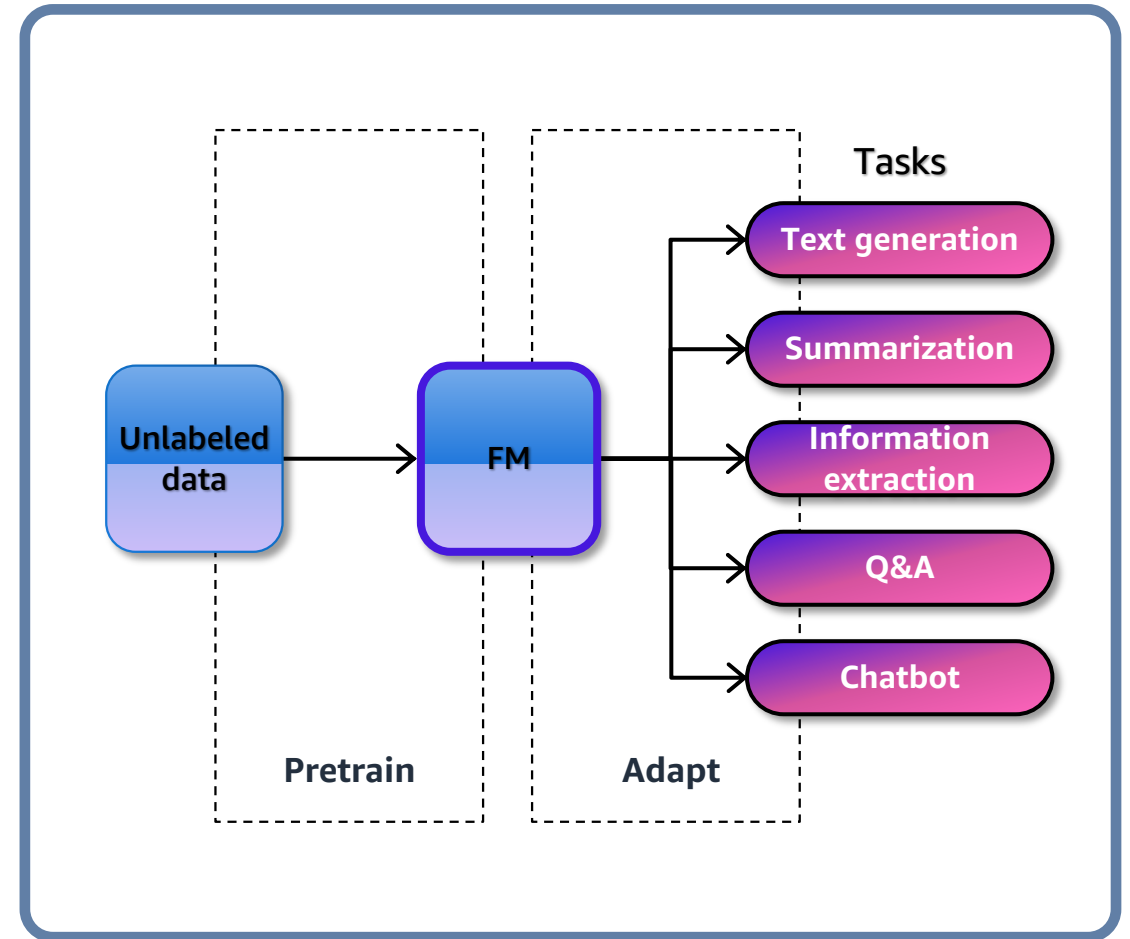 Tasks
Text generation
Summarization
Unlabeled
data
FM
Information
extraction
Q&A
Chatbot
Pretrain
Adapt